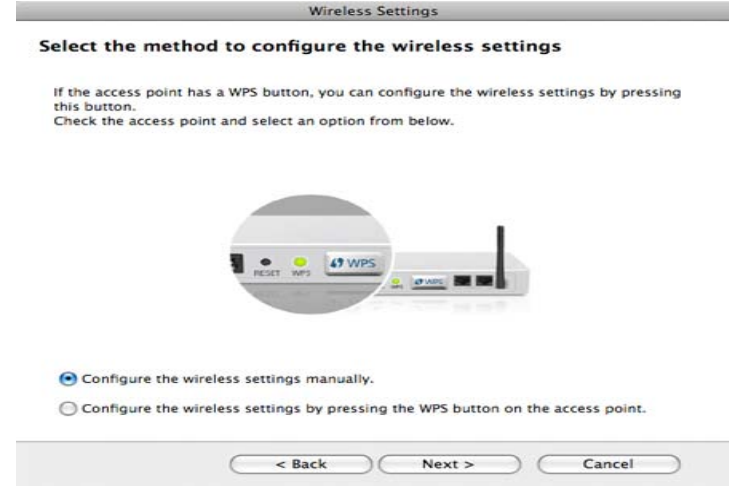 Wireless Settings
Select the method to configure the wireless settings
If the access point has a WPS button, you can configure the wireless settings by pressing
this button.
Check the access point and select an option from below.
RESET WPS WPS
WPS WPS
Configure the wireless settings manually.
Configure the wireless settings by pressing the WPS button on the access point.
< Back Next > Cancel